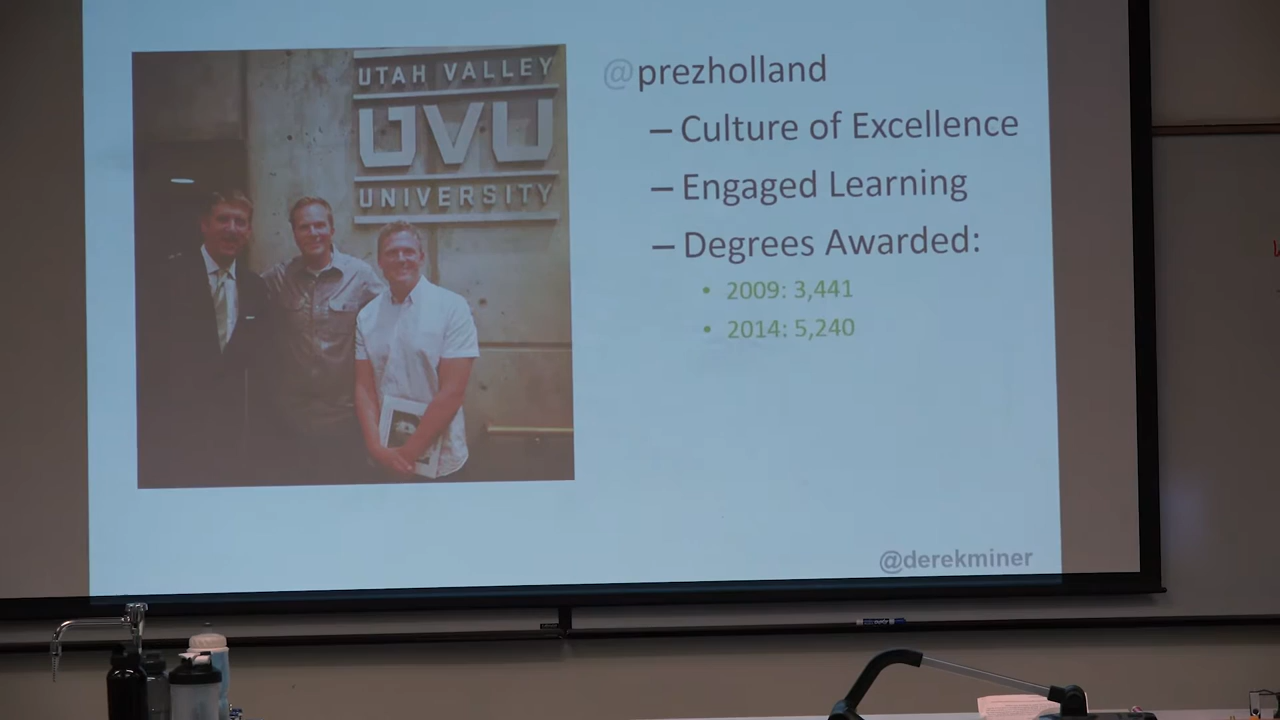 UTAH VALLEY
UVU
UNIVERSITY
@prezholland
– Culture of Excellence
– Engaged Learning
– Degrees Awarded:
• 2009: 3,441
• 2014: 5,240
@derekminer